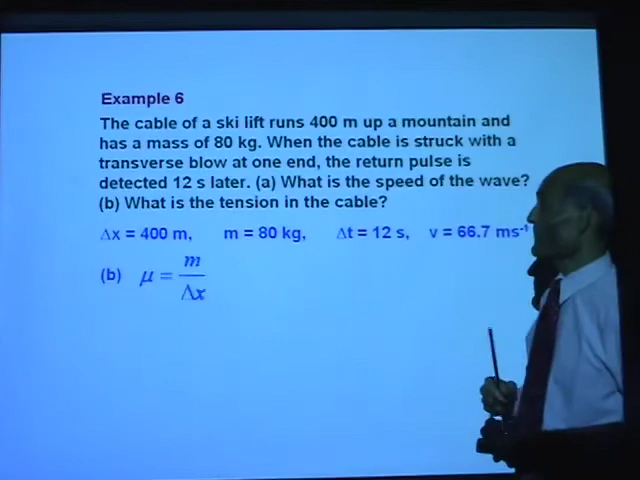 Example 6
The cable of a ski lift runs 400 m up a mountain and
has a mass of 80 kg. When the cable is struck with a
transverse blow at one end, the return pulse is
detected 12 s later. (a) What is the speed of the wave?
(b) What is the tension in the cable?
Δx = 400 m, m = 80 kg, Δt = 12 s, v = 66.7 ms⁻¹
(b) μ = m/Δx